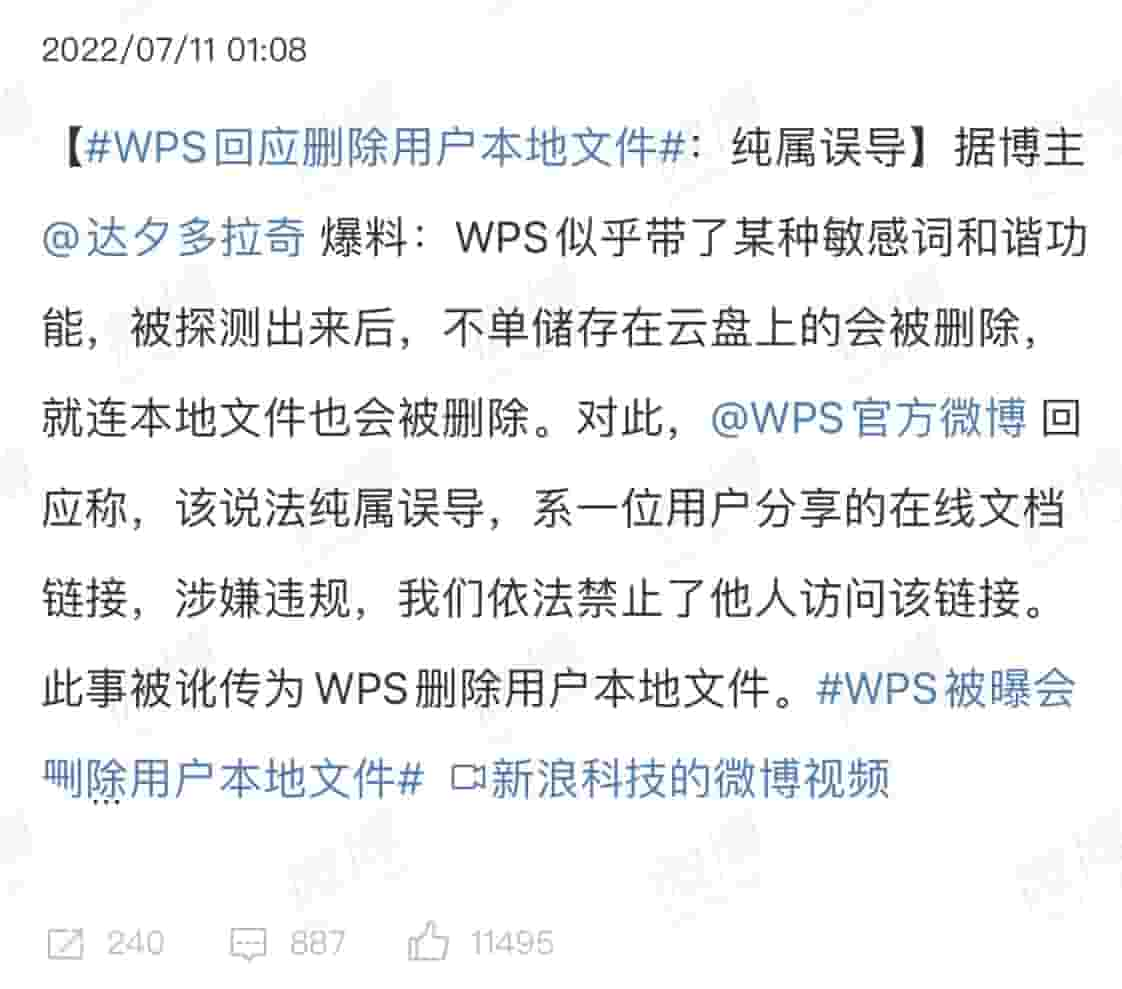 2022/07/11 01:08
【#WPS回应删除用户本地文件#：纯属误导】据博主
@达夕多拉奇 爆料：WPS似乎带了某种敏感词和谐功
能，被探测出来后，不单储存在云盘上的会被删除，
就连本地文件也会被删除。对此，@WPS官方微博 回
应称，该说法纯属误导，系一位用户分享的在线文档
链接，涉嫌违规，我们依法禁止了他人访问该链接。
此事被讹传为WPS删除用户本地文件。#WPS被曝会
删除用户本地文件# 新浪科技的微博视频
240 887 11495